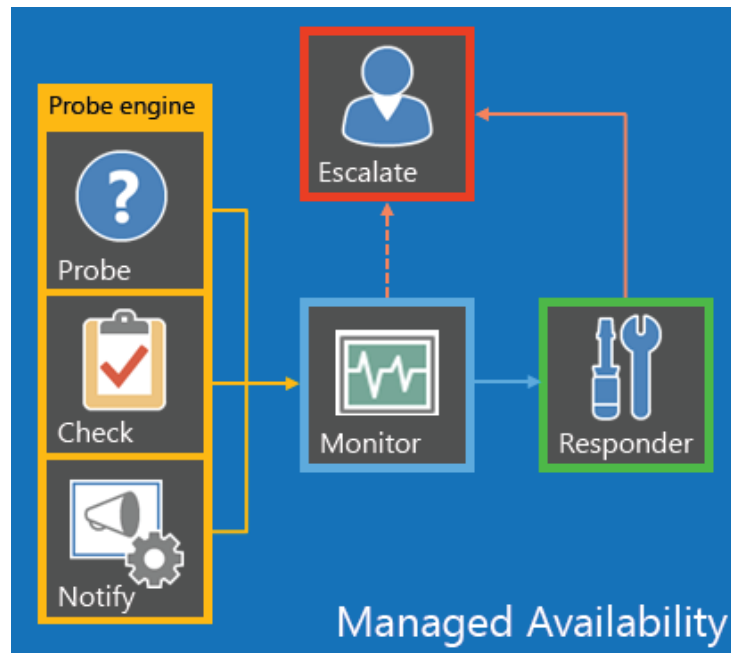 Probe engine
Probe
Check
Notify
Escalate
Monitor
Responder
Managed Availability